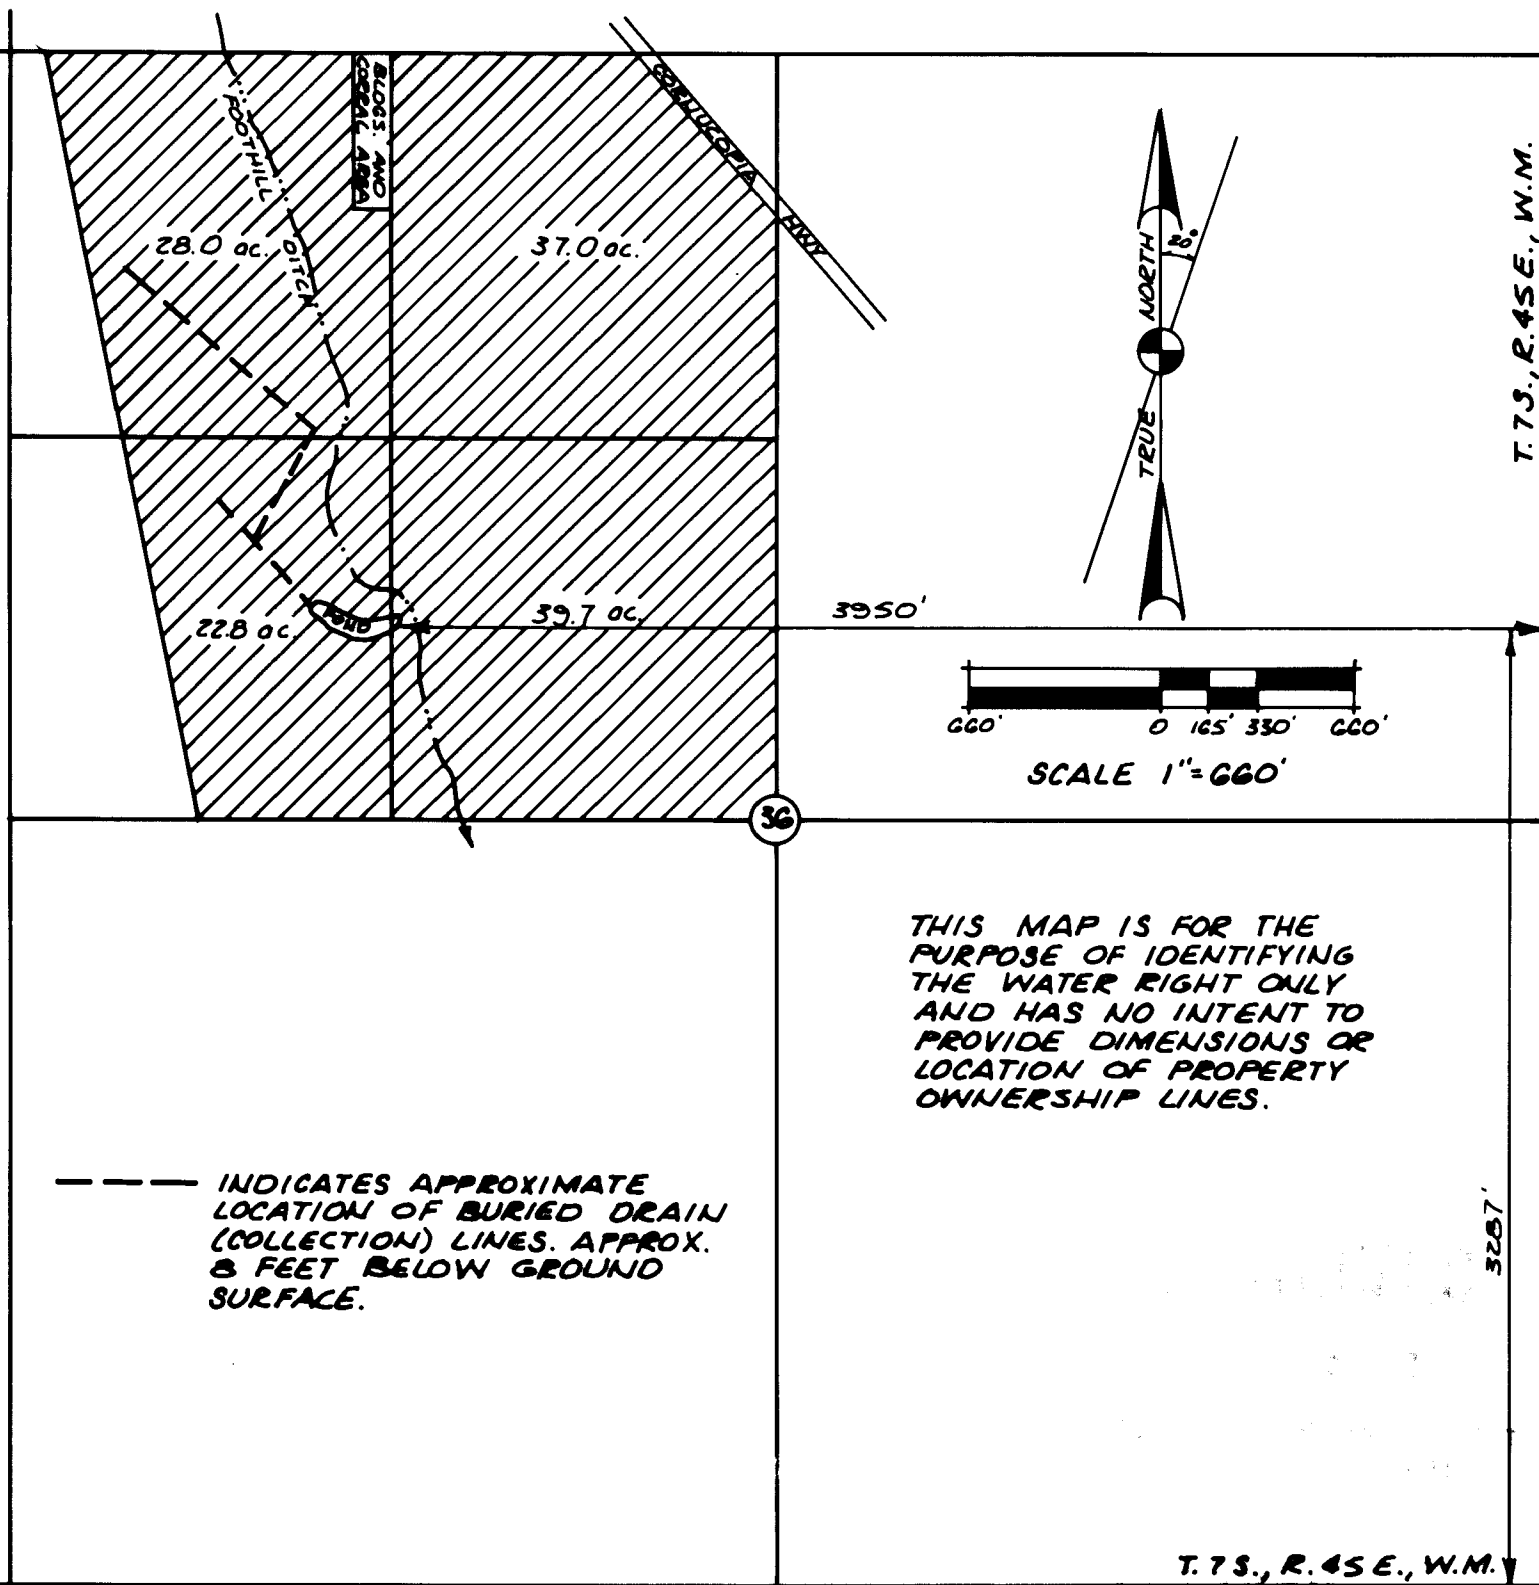 BLDGS. AND
CORRAL AREA
CORNUCOPIA HWY
FOOTHILL DITCH
28.0 ac.
37.0 ac.
22.8 ac.
Pond
39.7 ac.
3950'
TRUE NORTH
20°
T. 7 S., R. 45 E., W.M.
660' 0 165' 330' 660'
SCALE 1"=660'
36
THIS MAP IS FOR THE
PURPOSE OF IDENTIFYING
THE WATER RIGHT ONLY
AND HAS NO INTENT TO
PROVIDE DIMENSIONS OR
LOCATION OF PROPERTY
OWNERSHIP LINES.
INDICATES APPROXIMATE
LOCATION OF BURIED DRAIN
(COLLECTION) LINES. APPROX.
8 FEET BELOW GROUND
SURFACE.
3287'
T. 7 S., R. 45 E., W.M.